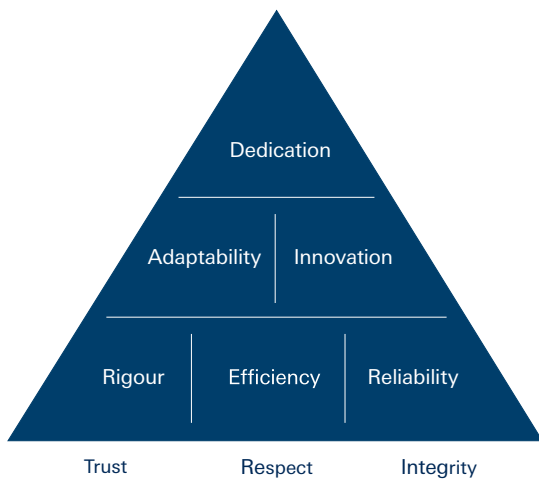 Dedication
Adaptability Innovation
Rigour Efficiency Reliability
Trust Respect Integrity